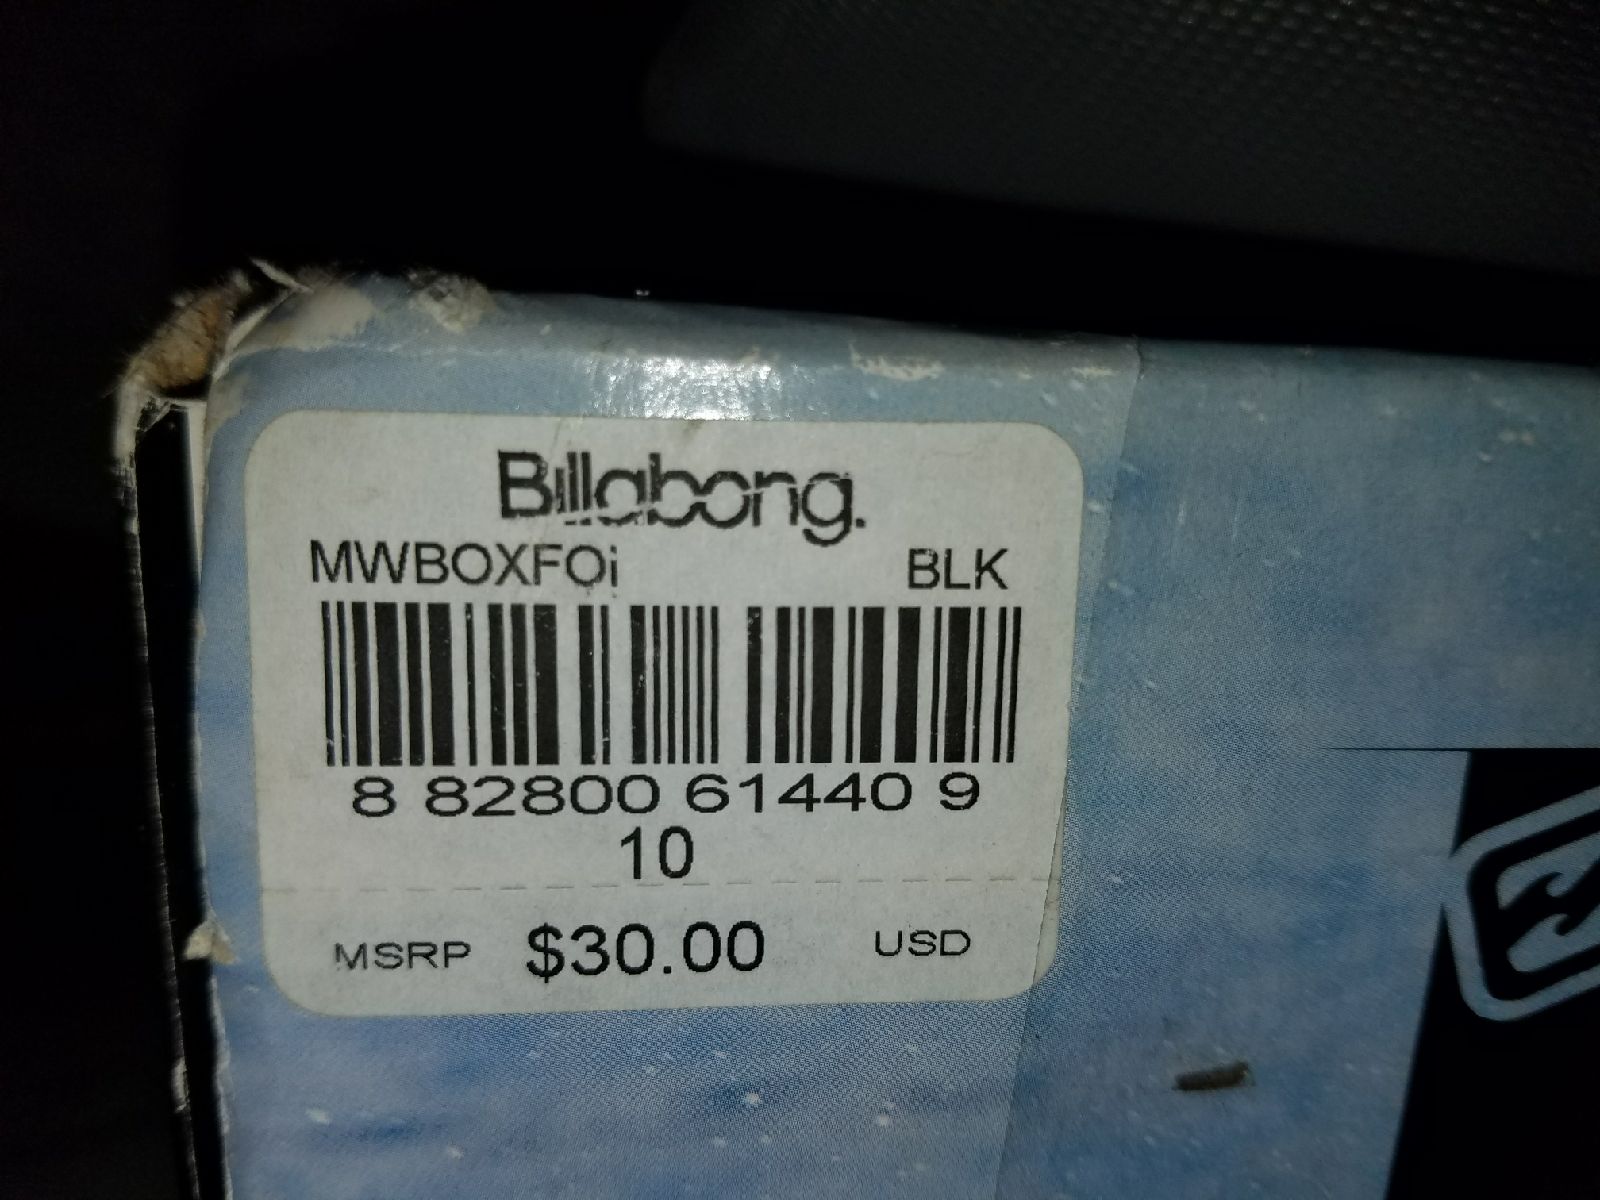 Billabong.
MWBOXFOi BLK
8 82800 61440 9
10
MSRP $30.00 USD